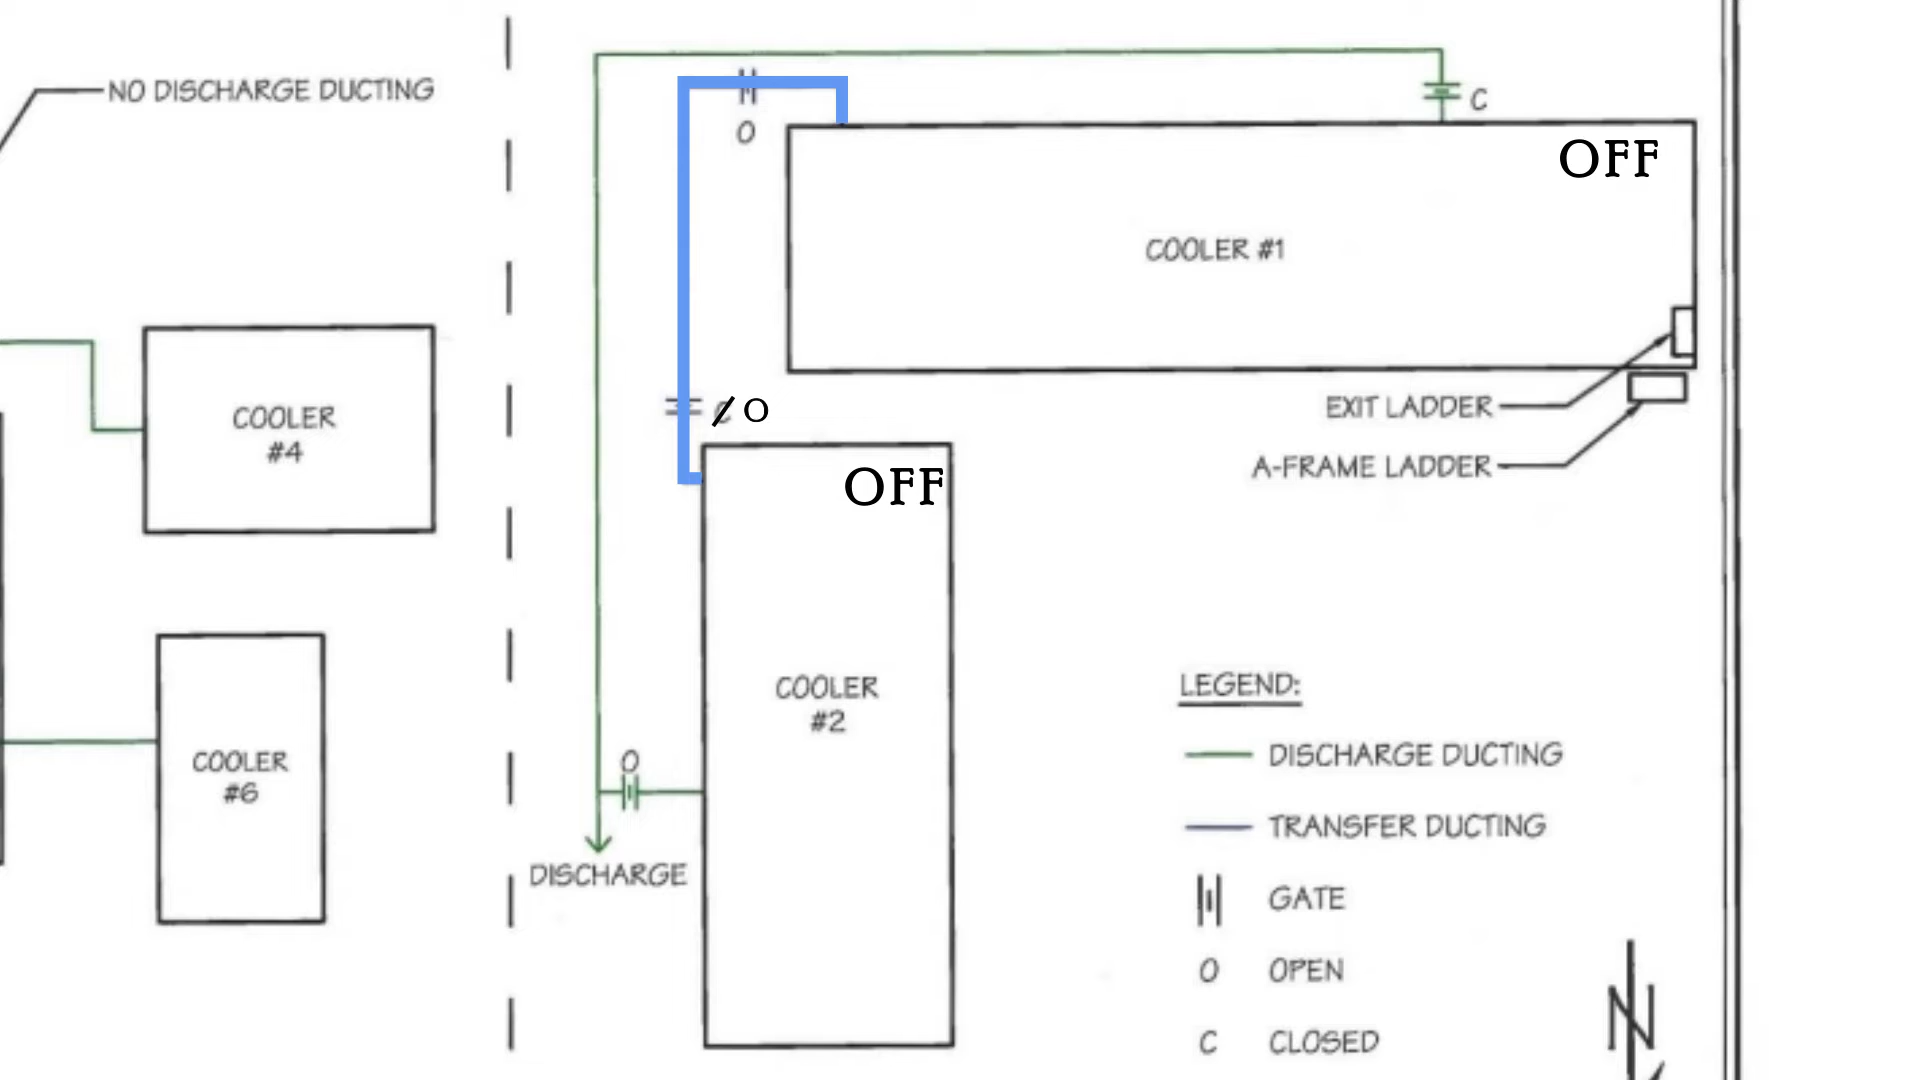 NO DISCHARGE DUCTING
C
O
OFF
COOLER #1
C O
EXIT LADDER
A-FRAME LADDER
COOLER
#4
OFF
COOLER
#2
O
COOLER
#6
DISCHARGE
LEGEND:
DISCHARGE DUCTING
TRANSFER DUCTING
GATE
O OPEN
C CLOSED
N